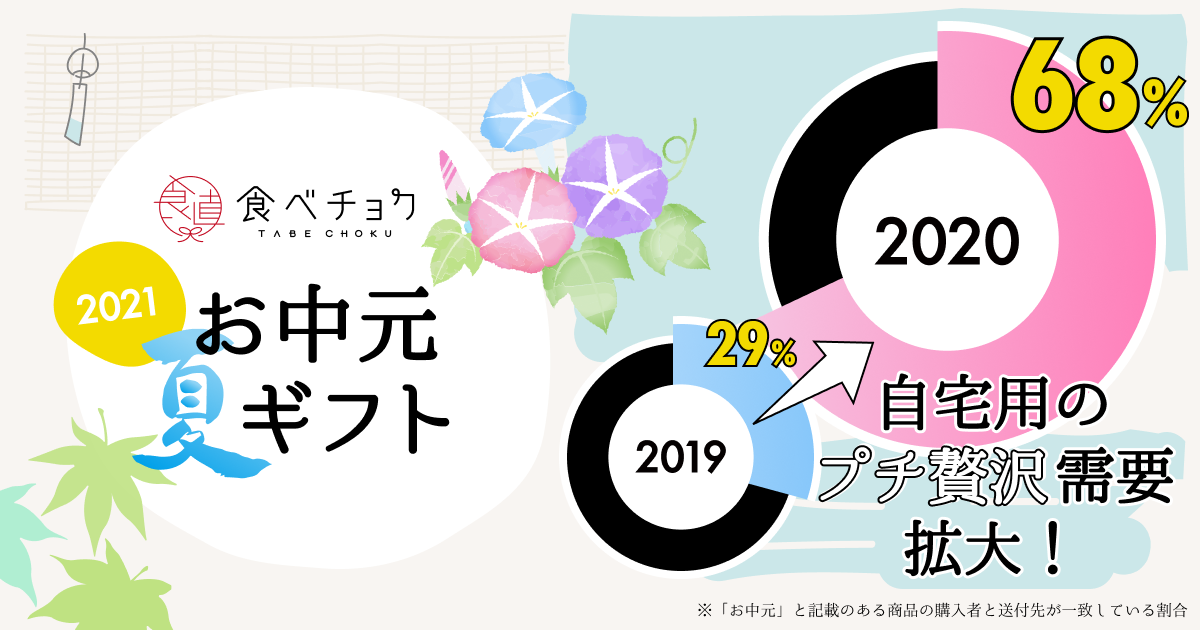 食直
食べチョク
TABE CHOKU
2021
お中元
夏ギフト
68%
2020
29%
2019
自宅用の
プチ贅沢需要
拡大！
※「お中元」と記載のある商品の購入者と送付先が一致している割合